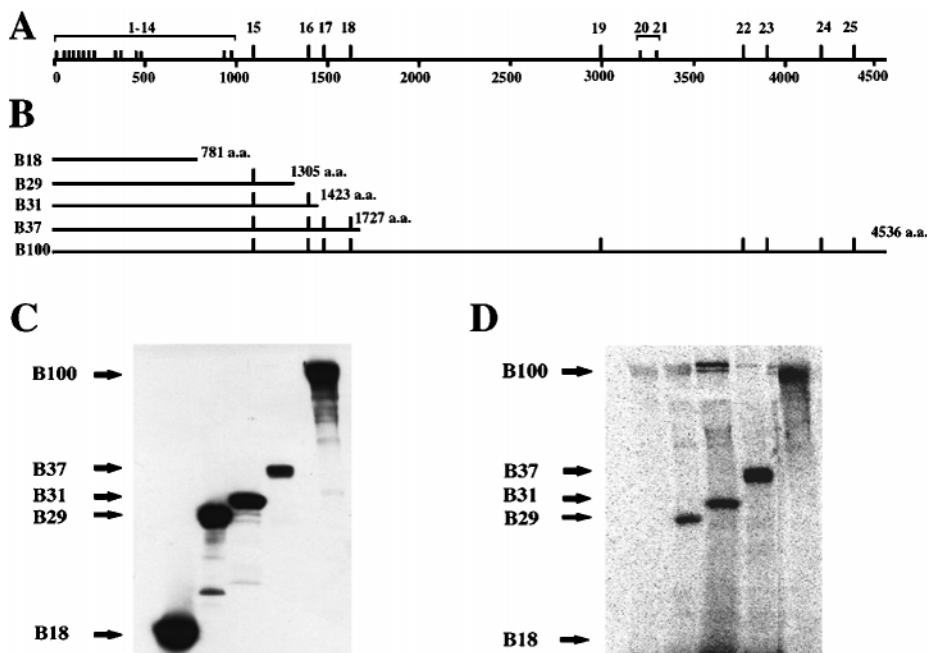 A
1-14 15 16 17 18 19 20 21 22 23 24 25
0 500 1000 1500 2000 2500 3000 3500 4000 4500
B
B18 781 a.a.
B29 1305 a.a.
B31 1423 a.a.
B37 1727 a.a.
B100 4536 a.a.
C
B100
B37
B31
B29
B18
D
B100
B37
B31
B29
B18